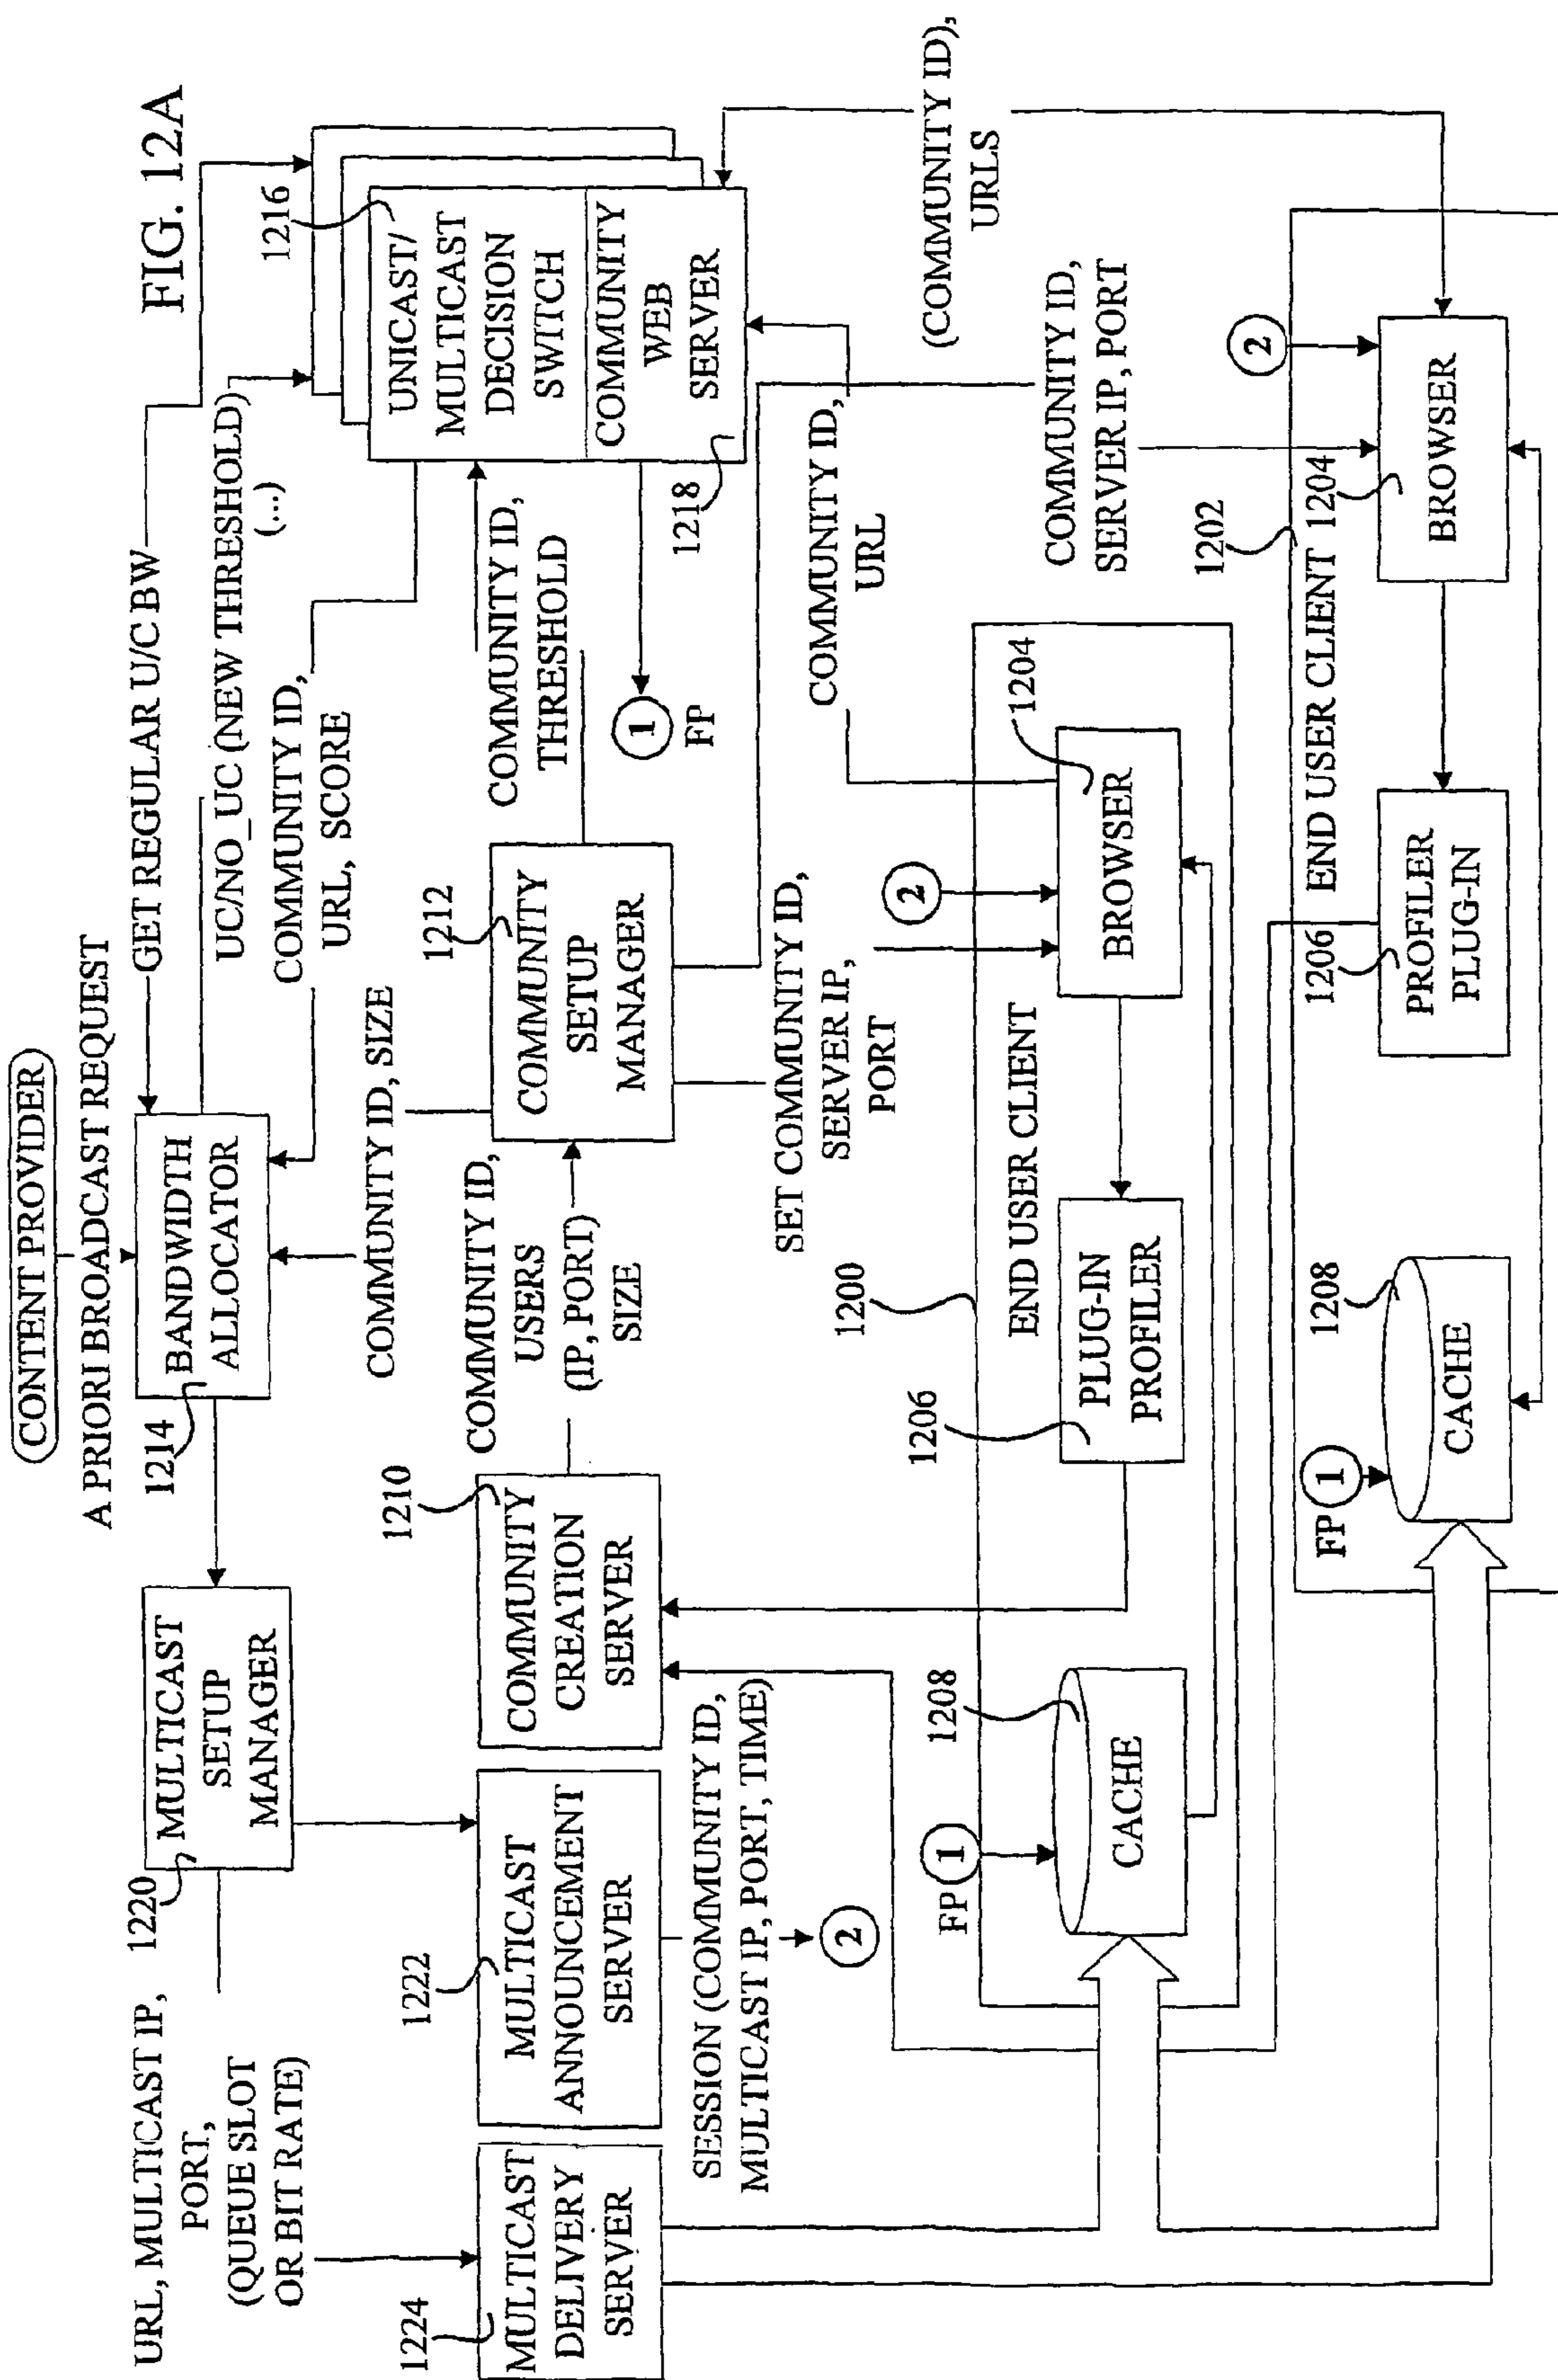 FIG. 12A
CONTENT PROVIDER
A PRIORI BROADCAST REQUEST
GET REGULAR U/C BW
UC/NO_UC (NEW THRESHOLD)
(...)
COMMUNITY ID,
URL, SCORE
URL, MULTICAST IP,
PORT,
(QUEUE SLOT
OR BIT RATE)
1220
MULTICAST
SETUP
MANAGER
1214
BANDWIDTH
ALLOCATOR
1216
UNICAST/
MULTICAST
DECISION
SWITCH
COMMUNITY
WEB
SERVER
1218
COMMUNITY ID, SIZE
1224
MULTICAST
DELIVERY
SERVER
1222
MULTICAST
ANNOUNCEMENT
SERVER
1210
COMMUNITY
CREATION
SERVER
COMMUNITY ID,
USERS
(IP, PORT)
SIZE
1212
COMMUNITY
SETUP
MANAGER
COMMUNITY ID,
THRESHOLD
1
FP
SESSION (COMMUNITY ID,
MULTICAST IP, PORT, TIME)
2
SET COMMUNITY ID,
SERVER IP,
PORT
COMMUNITY ID,
URL
(COMMUNITY ID),
URLS
COMMUNITY ID,
SERVER IP, PORT
1200
END USER CLIENT
FP
1
1208
CACHE
1206
PLUG-IN
PROFILER
2
1204
BROWSER
1202
END USER CLIENT
FP
1
1208
CACHE
1206
PROFILER
PLUG-IN
1204
2
BROWSER